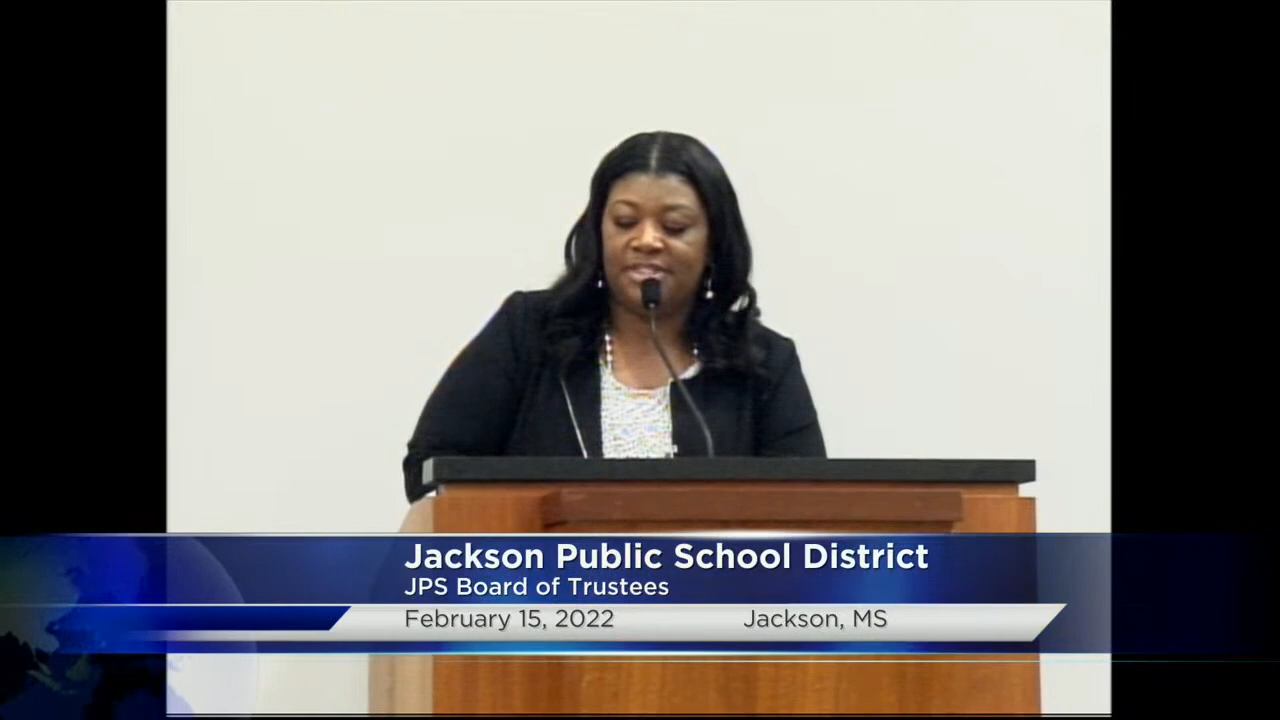 Jackson Public School District
JPS Board of Trustees
February 15, 2022 Jackson, MS